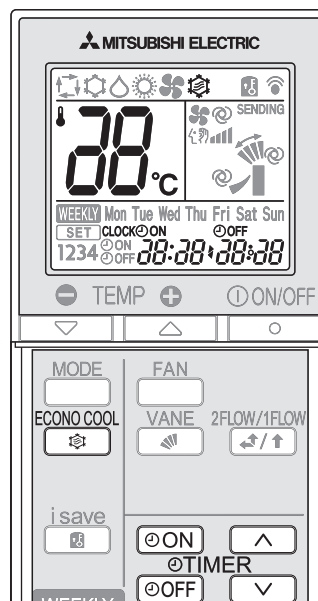 MITSUBISHI ELECTRIC
SENDING
88°C
WEEKLY Mon Tue Wed Thu Fri Sat Sun
SET CLOCK ON OFF
1234 ON OFF 88:88 88:88
TEMP ON/OFF
MODE FAN
ECONO COOL VANE 2FLOW/1FLOW
i save
ON
TIMER
OFF
WEEKLY